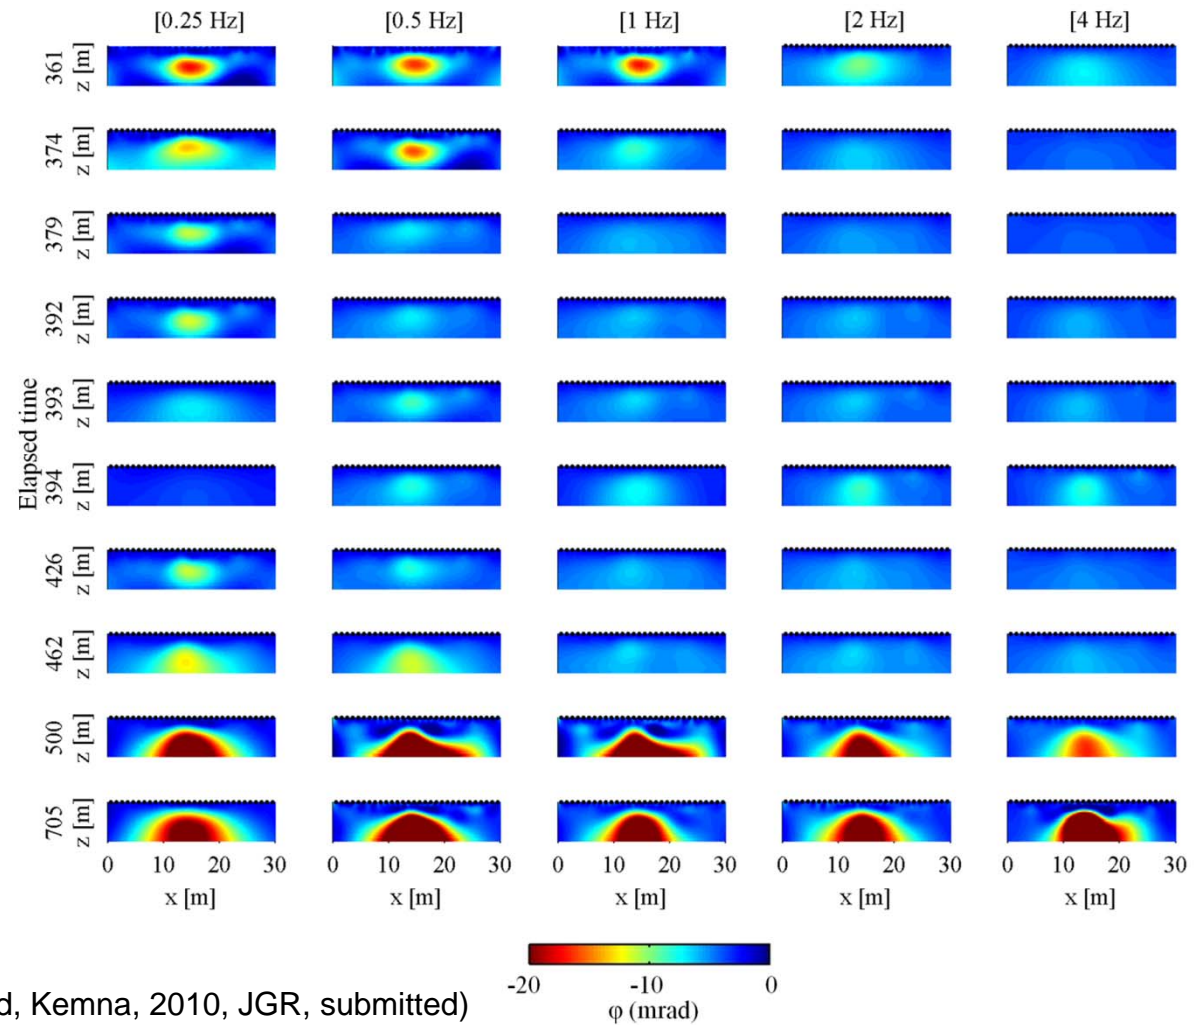 [0.25 Hz] [0.5 Hz] [1 Hz] [2 Hz] [4 Hz]
Elapsed time
361 z [m]
374 z [m]
379 z [m]
392 z [m]
393 z [m]
394 z [m]
426 z [m]
462 z [m]
500 z [m]
705 z [m]
0 10 20 30 0 10 20 30 0 10 20 30 0 10 20 30 0 10 20 30
x [m] x [m] x [m] x [m] x [m]
-20 -10 0
φ (mrad)
d, Kemna, 2010, JGR, submitted)